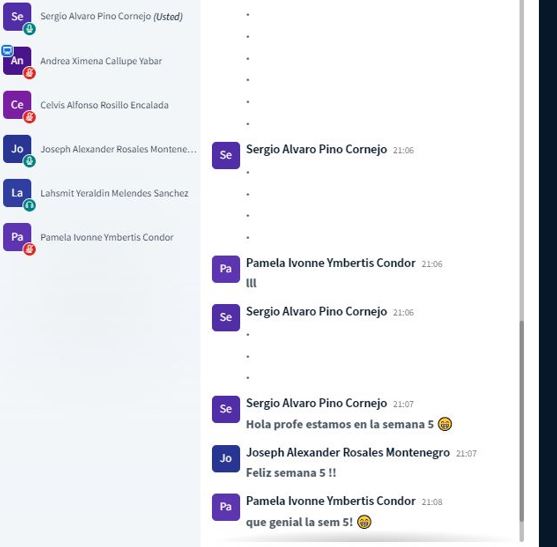 Se Sergio Alvaro Pino Cornejo (Usted)
An Andrea Ximena Callupe Yabar
Ce Celvis Alfonso Rosillo Encalada
Jo Joseph Alexander Rosales Montene...
La Lahsmit Yeraldin Melendes Sanchez
Pa Pamela Ivonne Ymbertis Condor
.
.
.
.
.
.
Se Sergio Alvaro Pino Cornejo 21:06
.
.
.
.
Pa Pamela Ivonne Ymbertis Condor 21:06
lll
Se Sergio Alvaro Pino Cornejo 21:06
.
.
.
Se Sergio Alvaro Pino Cornejo 21:07
Hola profe estamos en la semana 5 😁
Jo Joseph Alexander Rosales Montenegro 21:07
Feliz semana 5 !!
Pa Pamela Ivonne Ymbertis Condor 21:08
que genial la sem 5! 😁